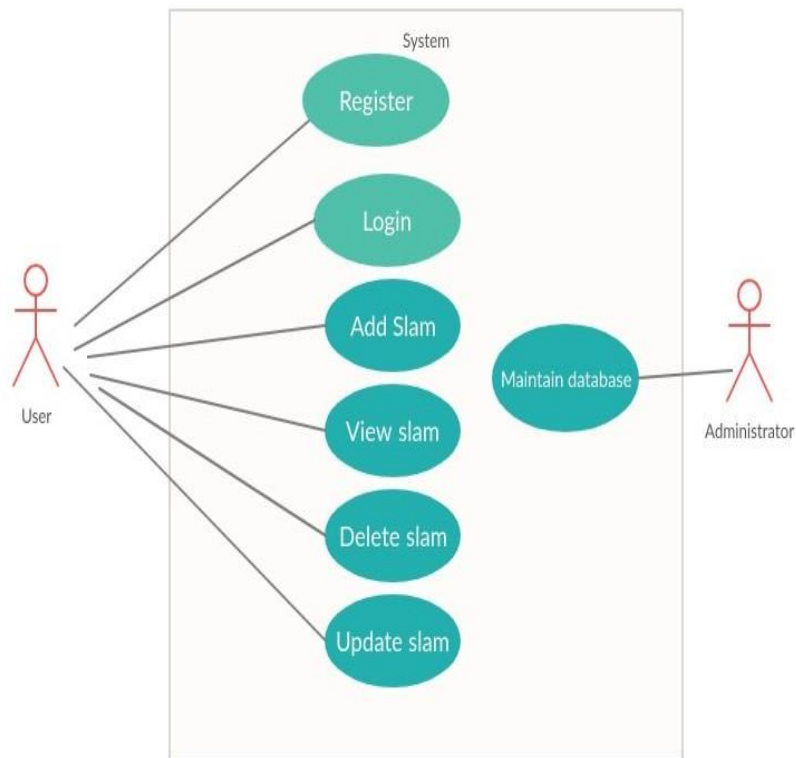 System
Register
Login
Add Slam
Maintain database
View slam
User
Administrator
Delete slam
Update slam